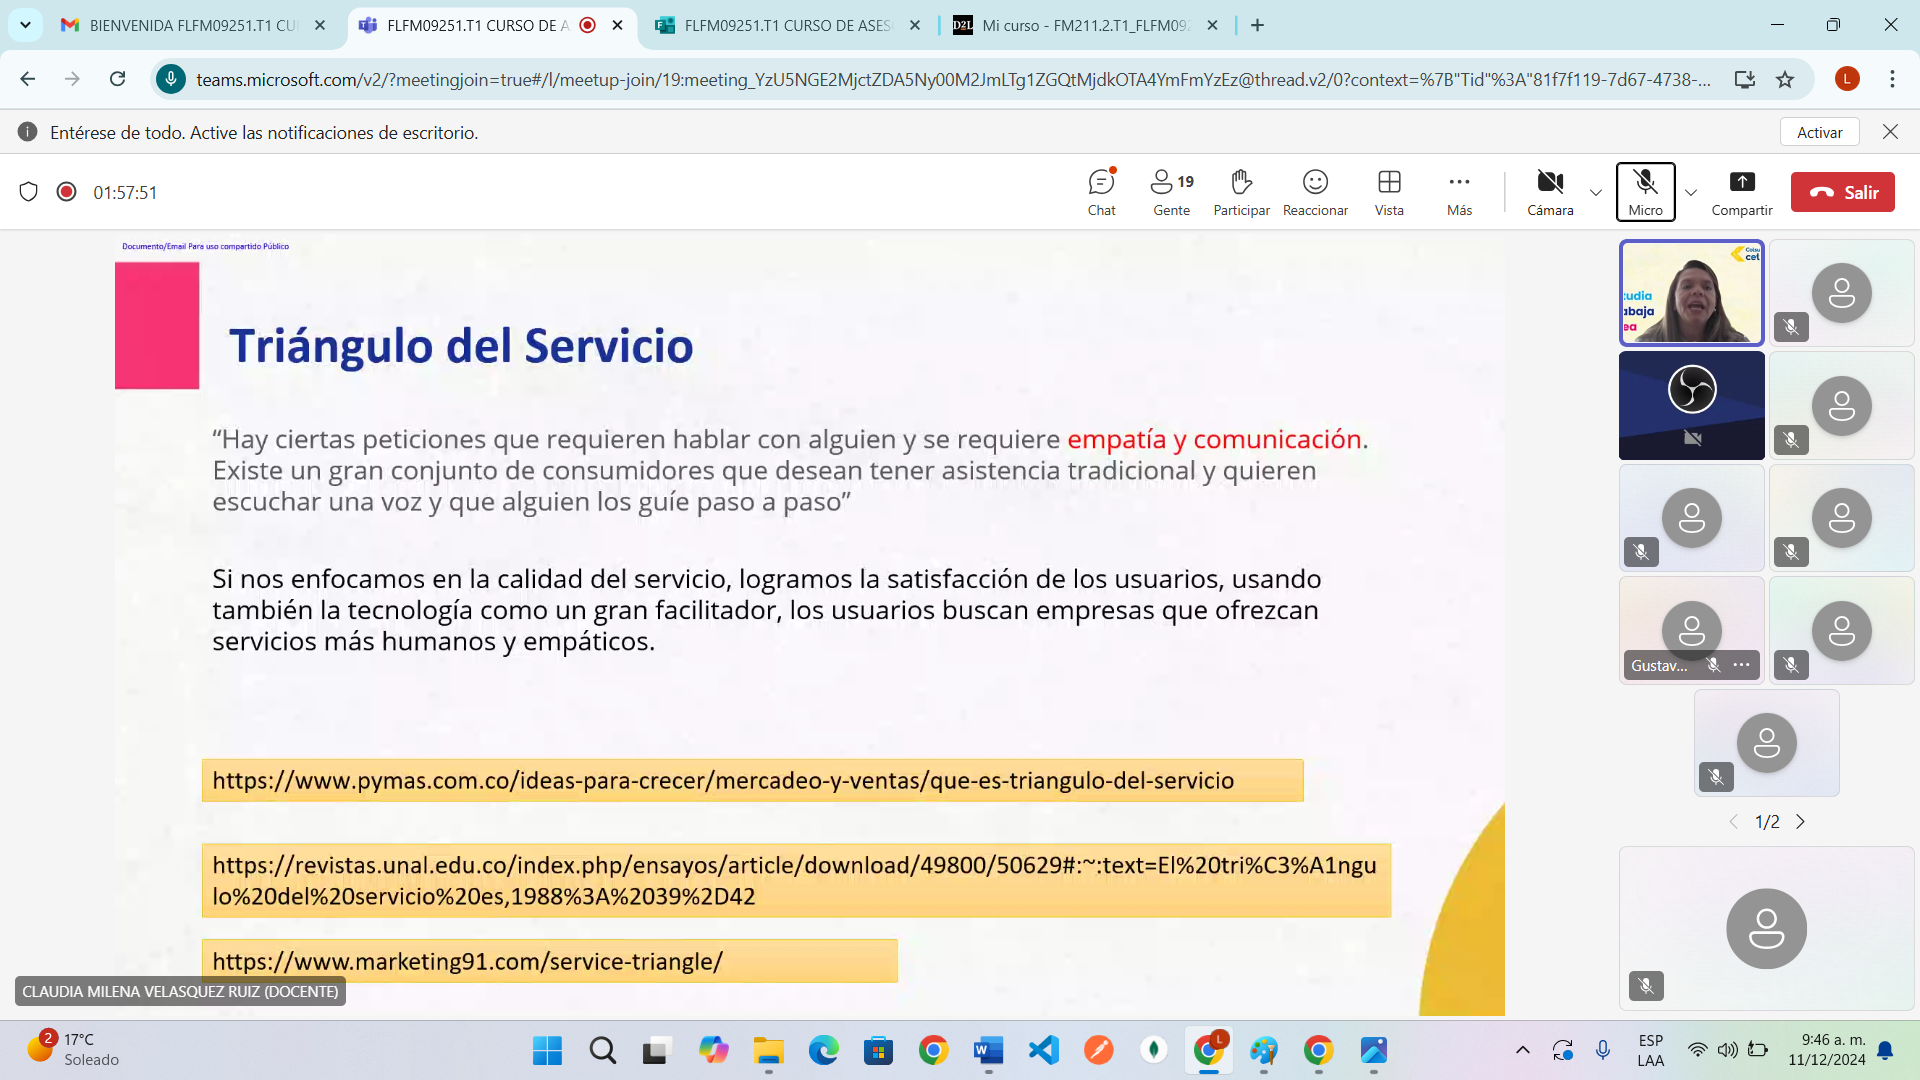 BIENVENIDA FLFM09251.T1 CU
FLFM09251.T1 CURSO DE A
FLFM09251.T1 CURSO DE ASES
D2L
Mi curso - FM211.2.T1_FLFM09
teams.microsoft.com/v2/?meetingjoin=true#/l/meetup-join/19:meeting_YzU5NGE2MjctZDA5Ny00M2JmLTg1ZGQtMjdkOTA4YmFmYzEz@thread.v2/0?context=%7B"Tid"%3A"81f7f119-7d67-4738-...
L
Entérese de todo. Active las notificaciones de escritorio.
Activar
01:57:51
Chat
19
Gente
Participar
Reaccionar
Vista
Más
Cámara
Micro
Compartir
Salir
Documento/Email Para uso compartido Público
Triángulo del Servicio
“Hay ciertas peticiones que requieren hablar con alguien y se requiere empatía y comunicación.
Existe un gran conjunto de consumidores que desean tener asistencia tradicional y quieren
escuchar una voz y que alguien los guíe paso a paso”
Si nos enfocamos en la calidad del servicio, logramos la satisfacción de los usuarios, usando
también la tecnología como un gran facilitador, los usuarios buscan empresas que ofrezcan
servicios más humanos y empáticos.
https://www.pymas.com.co/ideas-para-crecer/mercadeo-y-ventas/que-es-triangulo-del-servicio
https://revistas.unal.edu.co/index.php/ensayos/article/download/49800/50629#:~:text=El%20tri%C3%A1ngu
lo%20del%20servicio%20es,1988%3A%2039%2D42
https://www.marketing91.com/service-triangle/
CLAUDIA MILENA VELASQUEZ RUIZ (DOCENTE)
cet
tudia
abaja
ea
Gustav...
1/2
2
17°C
Soleado
L
ESP
LAA
9:46 a. m.
11/12/2024